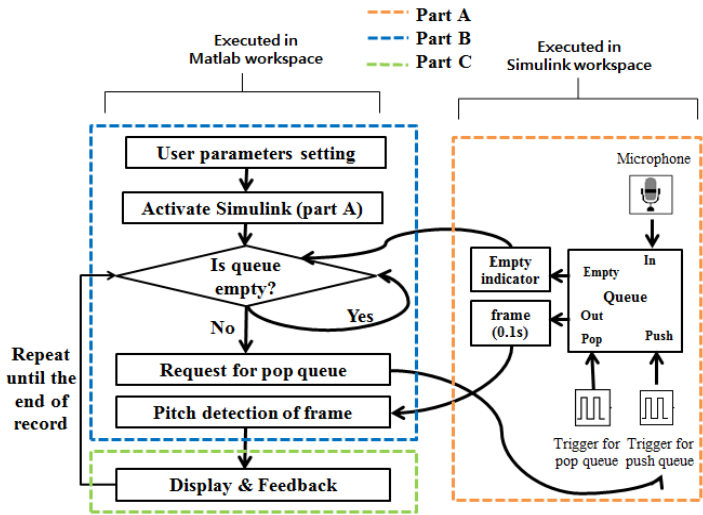 Part A
Part B
Part C
Executed in
Matlab workspace
Executed in
Simulink workspace
User parameters setting
Activate Simulink (part A)
Is queue
empty?
Yes
No
Request for pop queue
Pitch detection of frame
Display & Feedback
Repeat
until the
end of
record
Microphone
In
Empty
Queue
Out
Pop
Push
Empty
indicator
frame
(0.1s)
Trigger for
pop queue
Trigger for
push queue